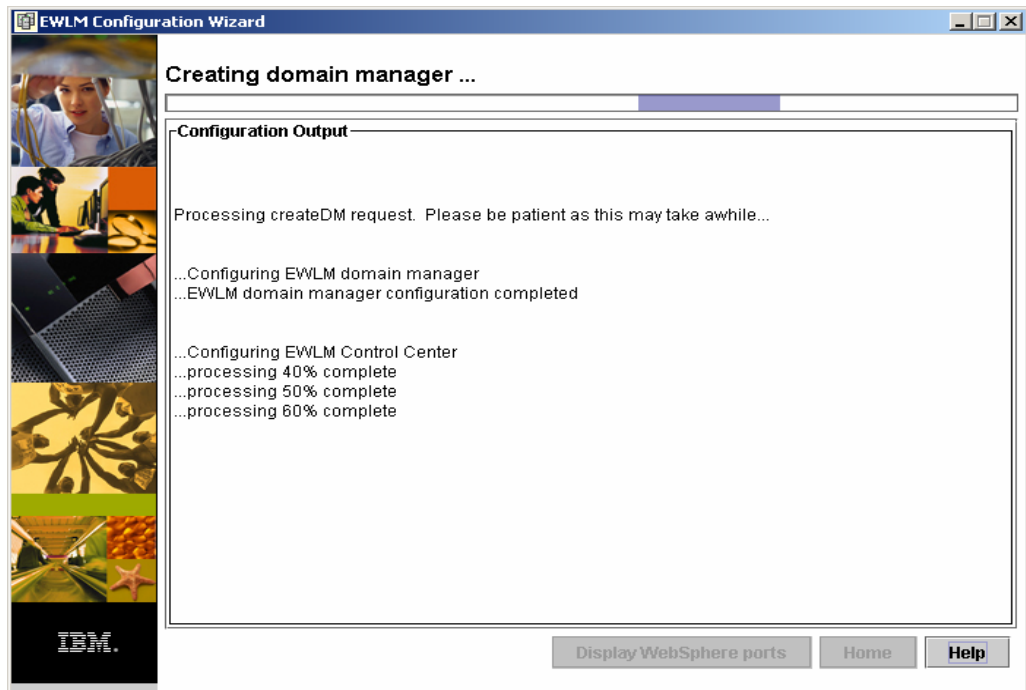 EWLM Configuration Wizard
Creating domain manager ...
Configuration Output
Processing createDM request.  Please be patient as this may take awhile...
...Configuring EWLM domain manager
...EWLM domain manager configuration completed
...Configuring EWLM Control Center
...processing 40% complete
...processing 50% complete
...processing 60% complete
IBM.
Display WebSphere ports
Home
Help